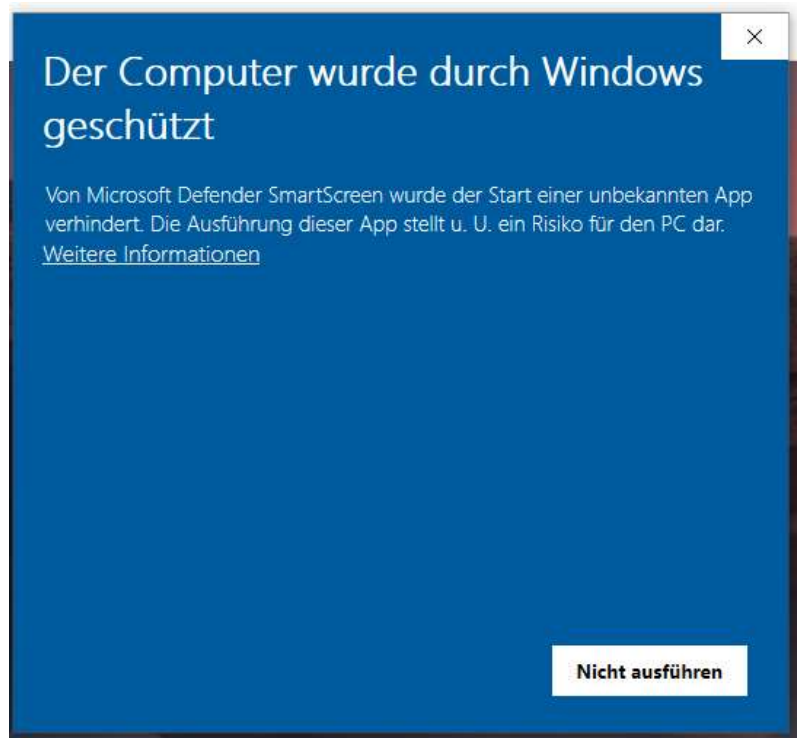 Der Computer wurde durch Windows
geschützt
Von Microsoft Defender SmartScreen wurde der Start einer unbekannten App
verhindert. Die Ausführung dieser App stellt u. U. ein Risiko für den PC dar.
Weitere Informationen
Nicht ausführen